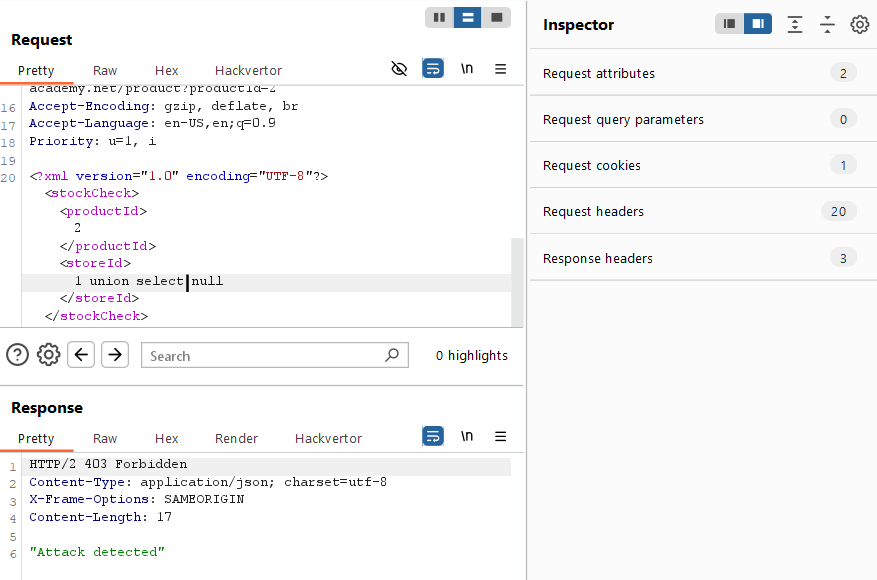 Request
Pretty Raw Hex Hackvertor \n
academy.net/product?productId=2
16 Accept-Encoding: gzip, deflate, br
17 Accept-Language: en-US,en;q=0.9
18 Priority: u=1, i
19
20 <?xml version="1.0" encoding="UTF-8"?>
<stockCheck>
<productId>
2
</productId>
<storeId>
1 union select null
</storeId>
</stockCheck>
Search 0 highlights
Response
Pretty Raw Hex Render Hackvertor \n
1 HTTP/2 403 Forbidden
2 Content-Type: application/json; charset=utf-8
3 X-Frame-Options: SAMEORIGIN
4 Content-Length: 17
5
6 "Attack detected"
Inspector
Request attributes 2
Request query parameters 0
Request cookies 1
Request headers 20
Response headers 3